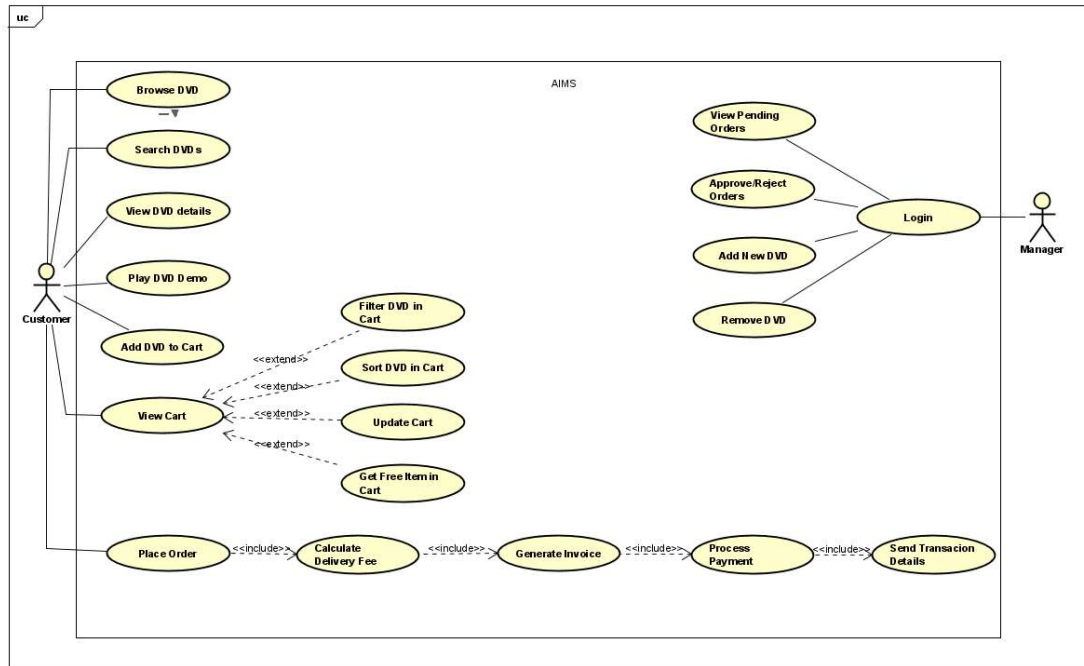 uc
AIMS
Browse DVD
Search DVDs
View DVD details
Play DVD Demo
Add DVD to Cart
View Cart
Customer
Filter DVD in
Cart
Sort DVD in Cart
Update Cart
Get Free Item in
Cart
<<extend>>
<<extend>>
<<extend>>
<<extend>>
View Pending
Orders
Approve/Reject
Orders
Add New DVD
Remove DVD
Login
Manager
Place Order
<<include>>
Calculate
Delivery Fee
<<include>>
Generate Invoice
<<include>>
Process
Payment
<<include>>
Send Transacion
Details